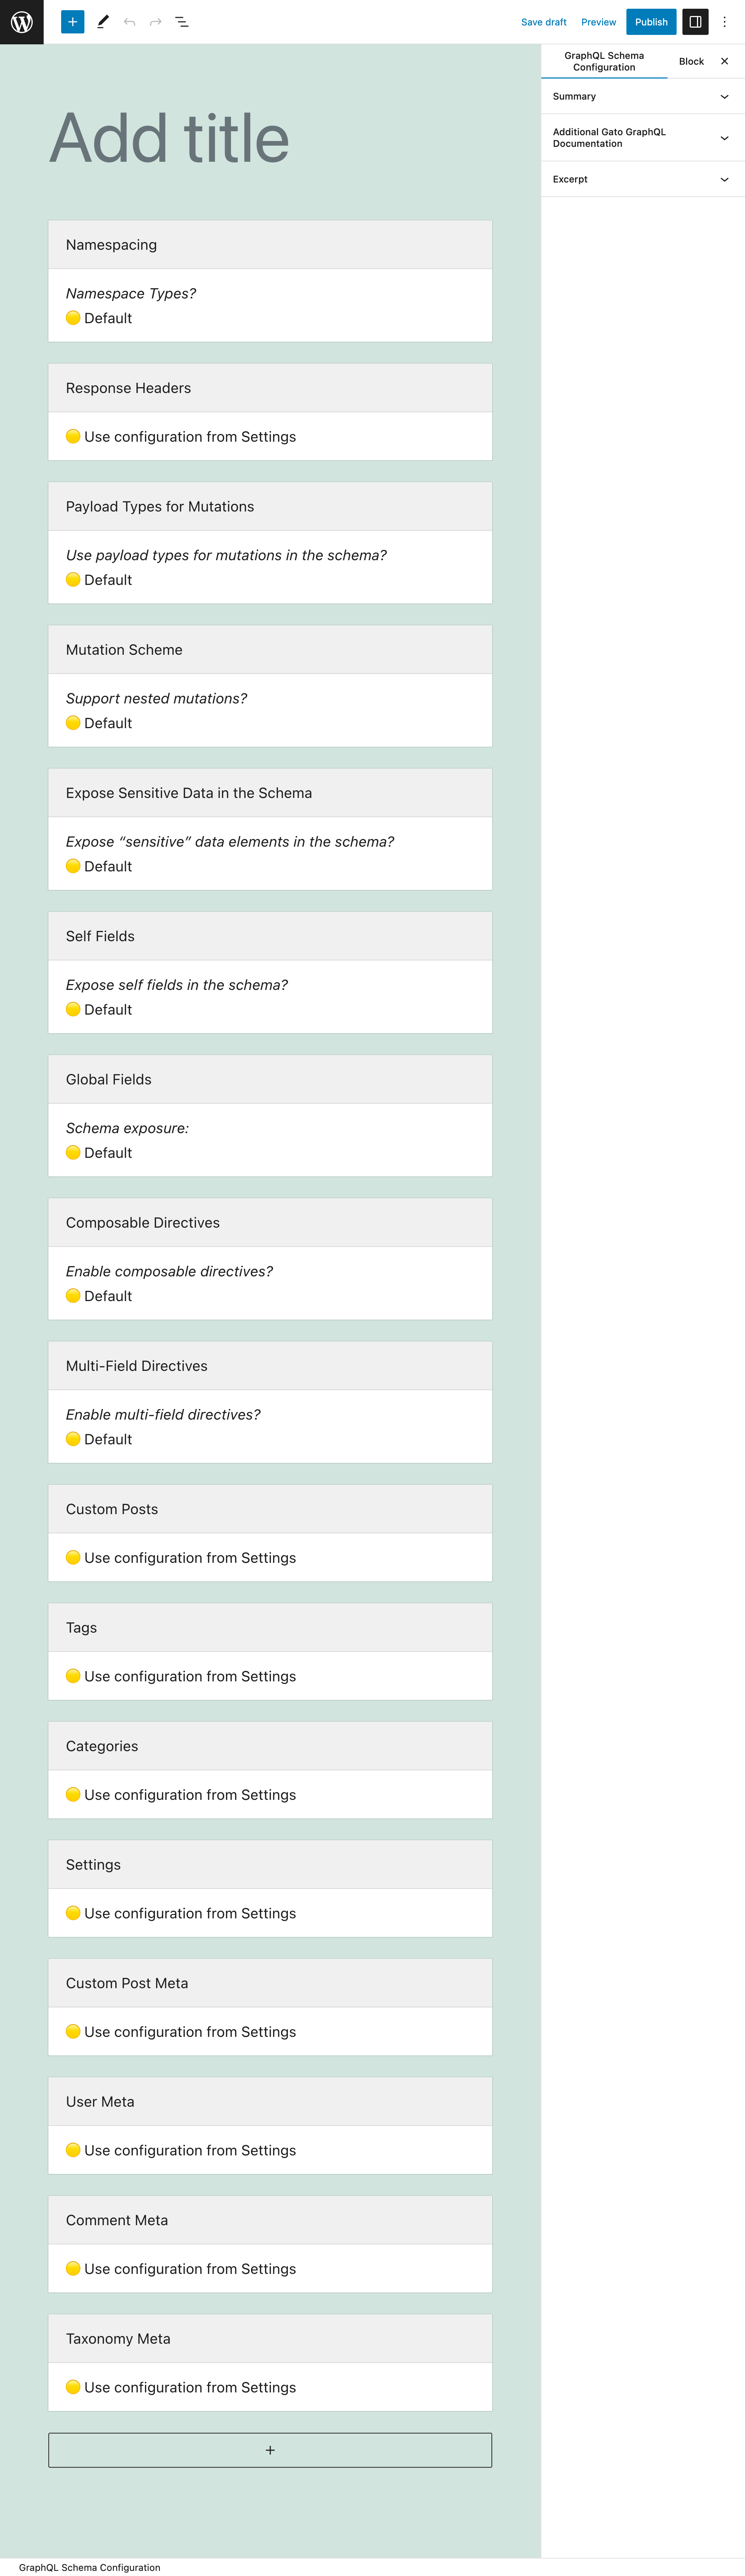 Save draft
Preview
Publish
GraphQL Schema
Configuration
Block
Summary
Additional Gato GraphQL
Documentation
Excerpt
Add title
Namespacing
Namespace Types?
Default
Response Headers
Use configuration from Settings
Payload Types for Mutations
Use payload types for mutations in the schema?
Default
Mutation Scheme
Support nested mutations?
Default
Expose Sensitive Data in the Schema
Expose “sensitive” data elements in the schema?
Default
Self Fields
Expose self fields in the schema?
Default
Global Fields
Schema exposure:
Default
Composable Directives
Enable composable directives?
Default
Multi-Field Directives
Enable multi-field directives?
Default
Custom Posts
Use configuration from Settings
Tags
Use configuration from Settings
Categories
Use configuration from Settings
Settings
Use configuration from Settings
Custom Post Meta
Use configuration from Settings
User Meta
Use configuration from Settings
Comment Meta
Use configuration from Settings
Taxonomy Meta
Use configuration from Settings
GraphQL Schema Configuration